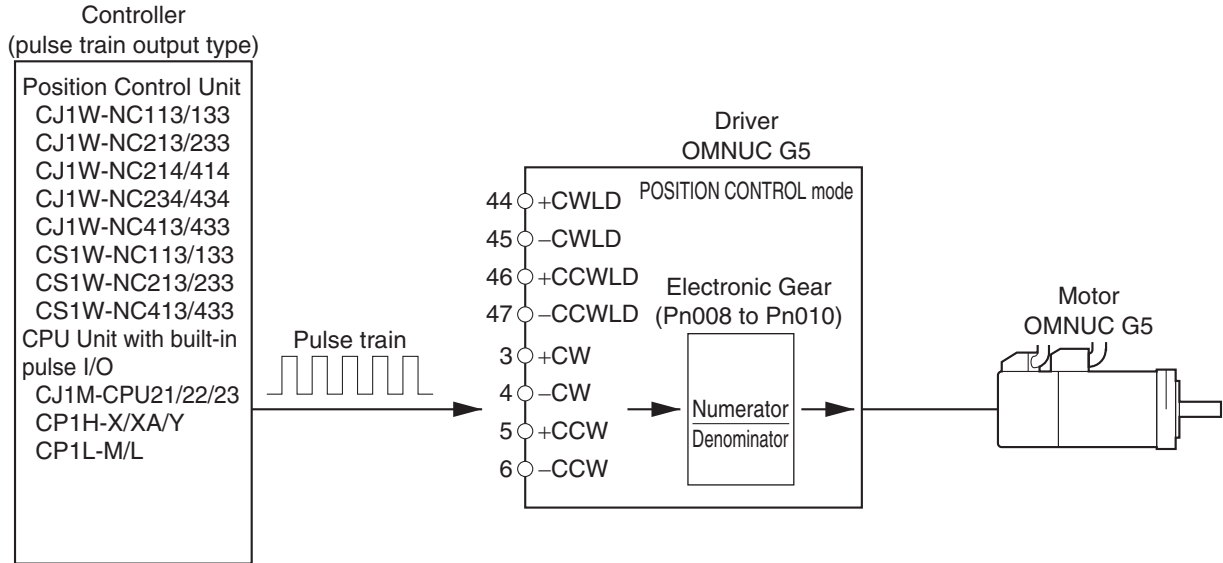 Controller
(pulse train output type)
Position Control Unit
CJ1W-NC113/133
CJ1W-NC213/233
CJ1W-NC214/414
CJ1W-NC234/434
CJ1W-NC413/433
CS1W-NC113/133
CS1W-NC213/233
CS1W-NC413/433
CPU Unit with built-in
pulse I/O
CJ1M-CPU21/22/23
CP1H-X/XA/Y
CP1L-M/L
Pulse train
Driver
OMNUC G5
POSITION CONTROL mode
44 +CWLD
45 −CWLD
46 +CCWLD
47 −CCWLD
3 +CW
4 −CW
5 +CCW
6 −CCW
Electronic Gear
(Pn008 to Pn010)
Numerator
Denominator
Motor
OMNUC G5